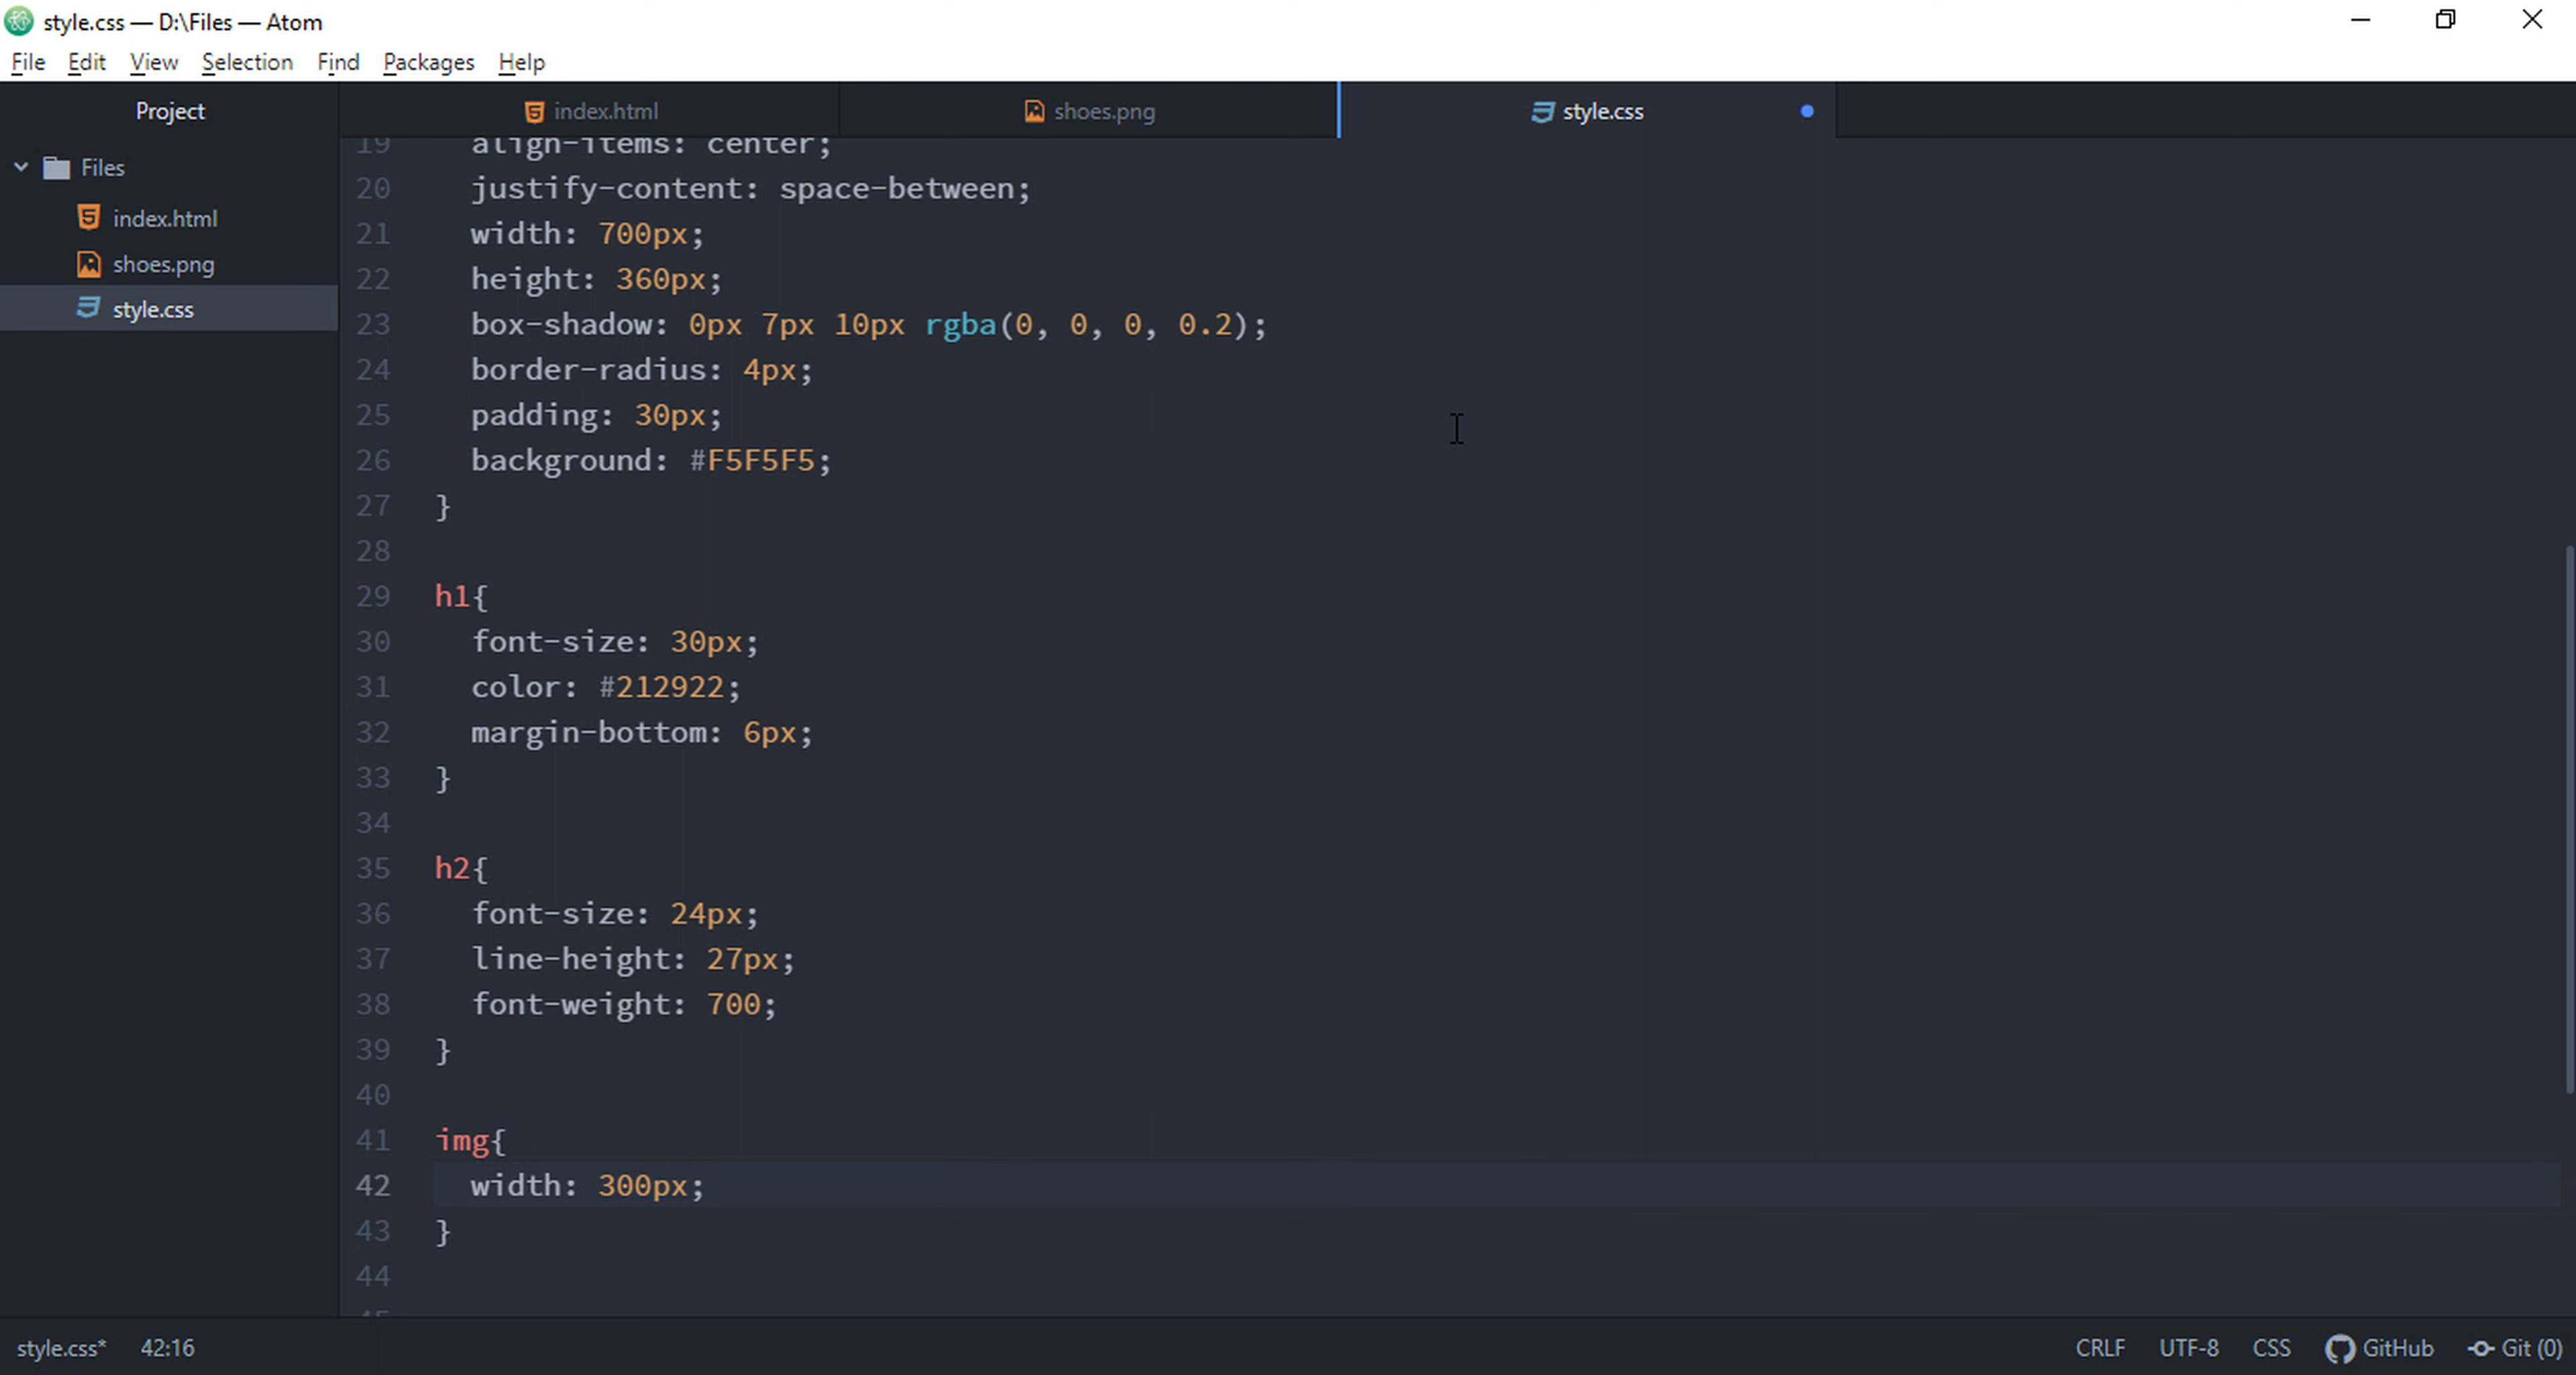 style.css — D:\Files — Atom
File Edit View Selection Find Packages Help
Project
index.html
shoes.png
style.css
Files
index.html
shoes.png
style.css
19 align-items: center;
20 justify-content: space-between;
21 width: 700px;
22 height: 360px;
23 box-shadow: 0px 7px 10px rgba(0, 0, 0, 0.2);
24 border-radius: 4px;
25 padding: 30px;
26 background: #F5F5F5;
27 }
28
29 h1{
30 font-size: 30px;
31 color: #212922;
32 margin-bottom: 6px;
33 }
34
35 h2{
36 font-size: 24px;
37 line-height: 27px;
38 font-weight: 700;
39 }
40
41 img{
42 width: 300px;
43 }
44
45
style.css* 42:16 CRLF UTF-8 CSS GitHub Git (0)